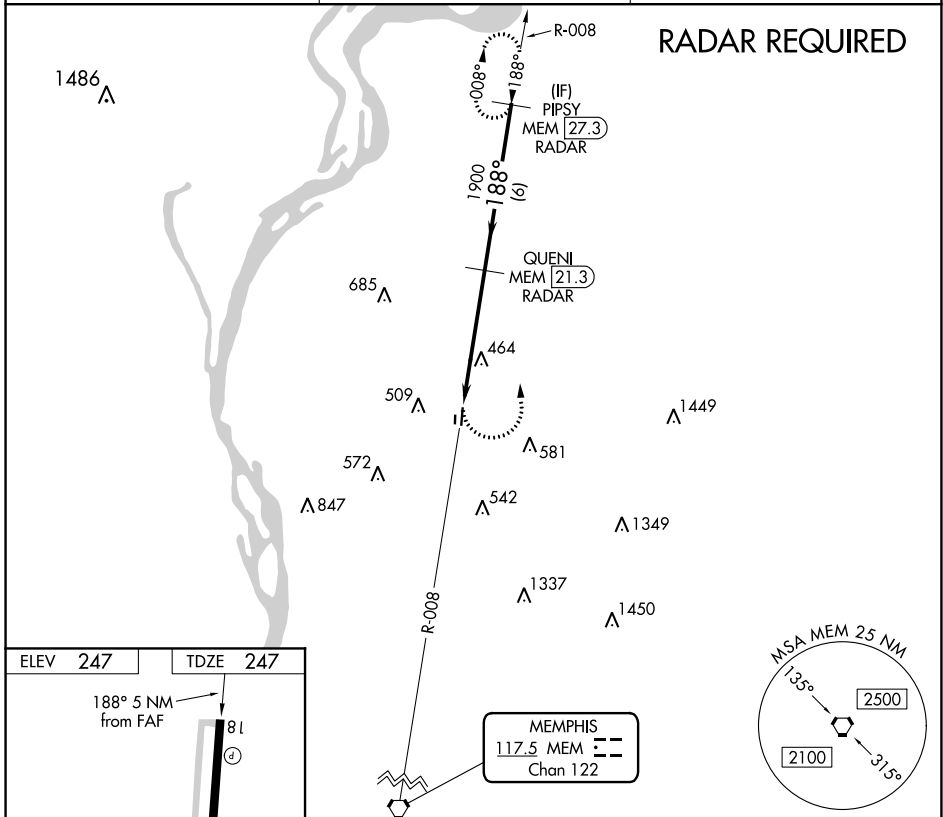 RADAR REQUIRED
R-008
1486
008°
188°
(IF)
PIPSY
MEM 27.3
RADAR
1900
188°
(6)
QUENI
MEM 21.3
RADAR
685
464
509
1449
581
572
847
542
1349
1337
1450
R-008
ELEV 247
TDZE 247
188° 5 NM
from FAF
18
P
MEMPHIS
117.5 MEM
Chan 122
MSA MEM 25 NM
135°
2500
2100
315°